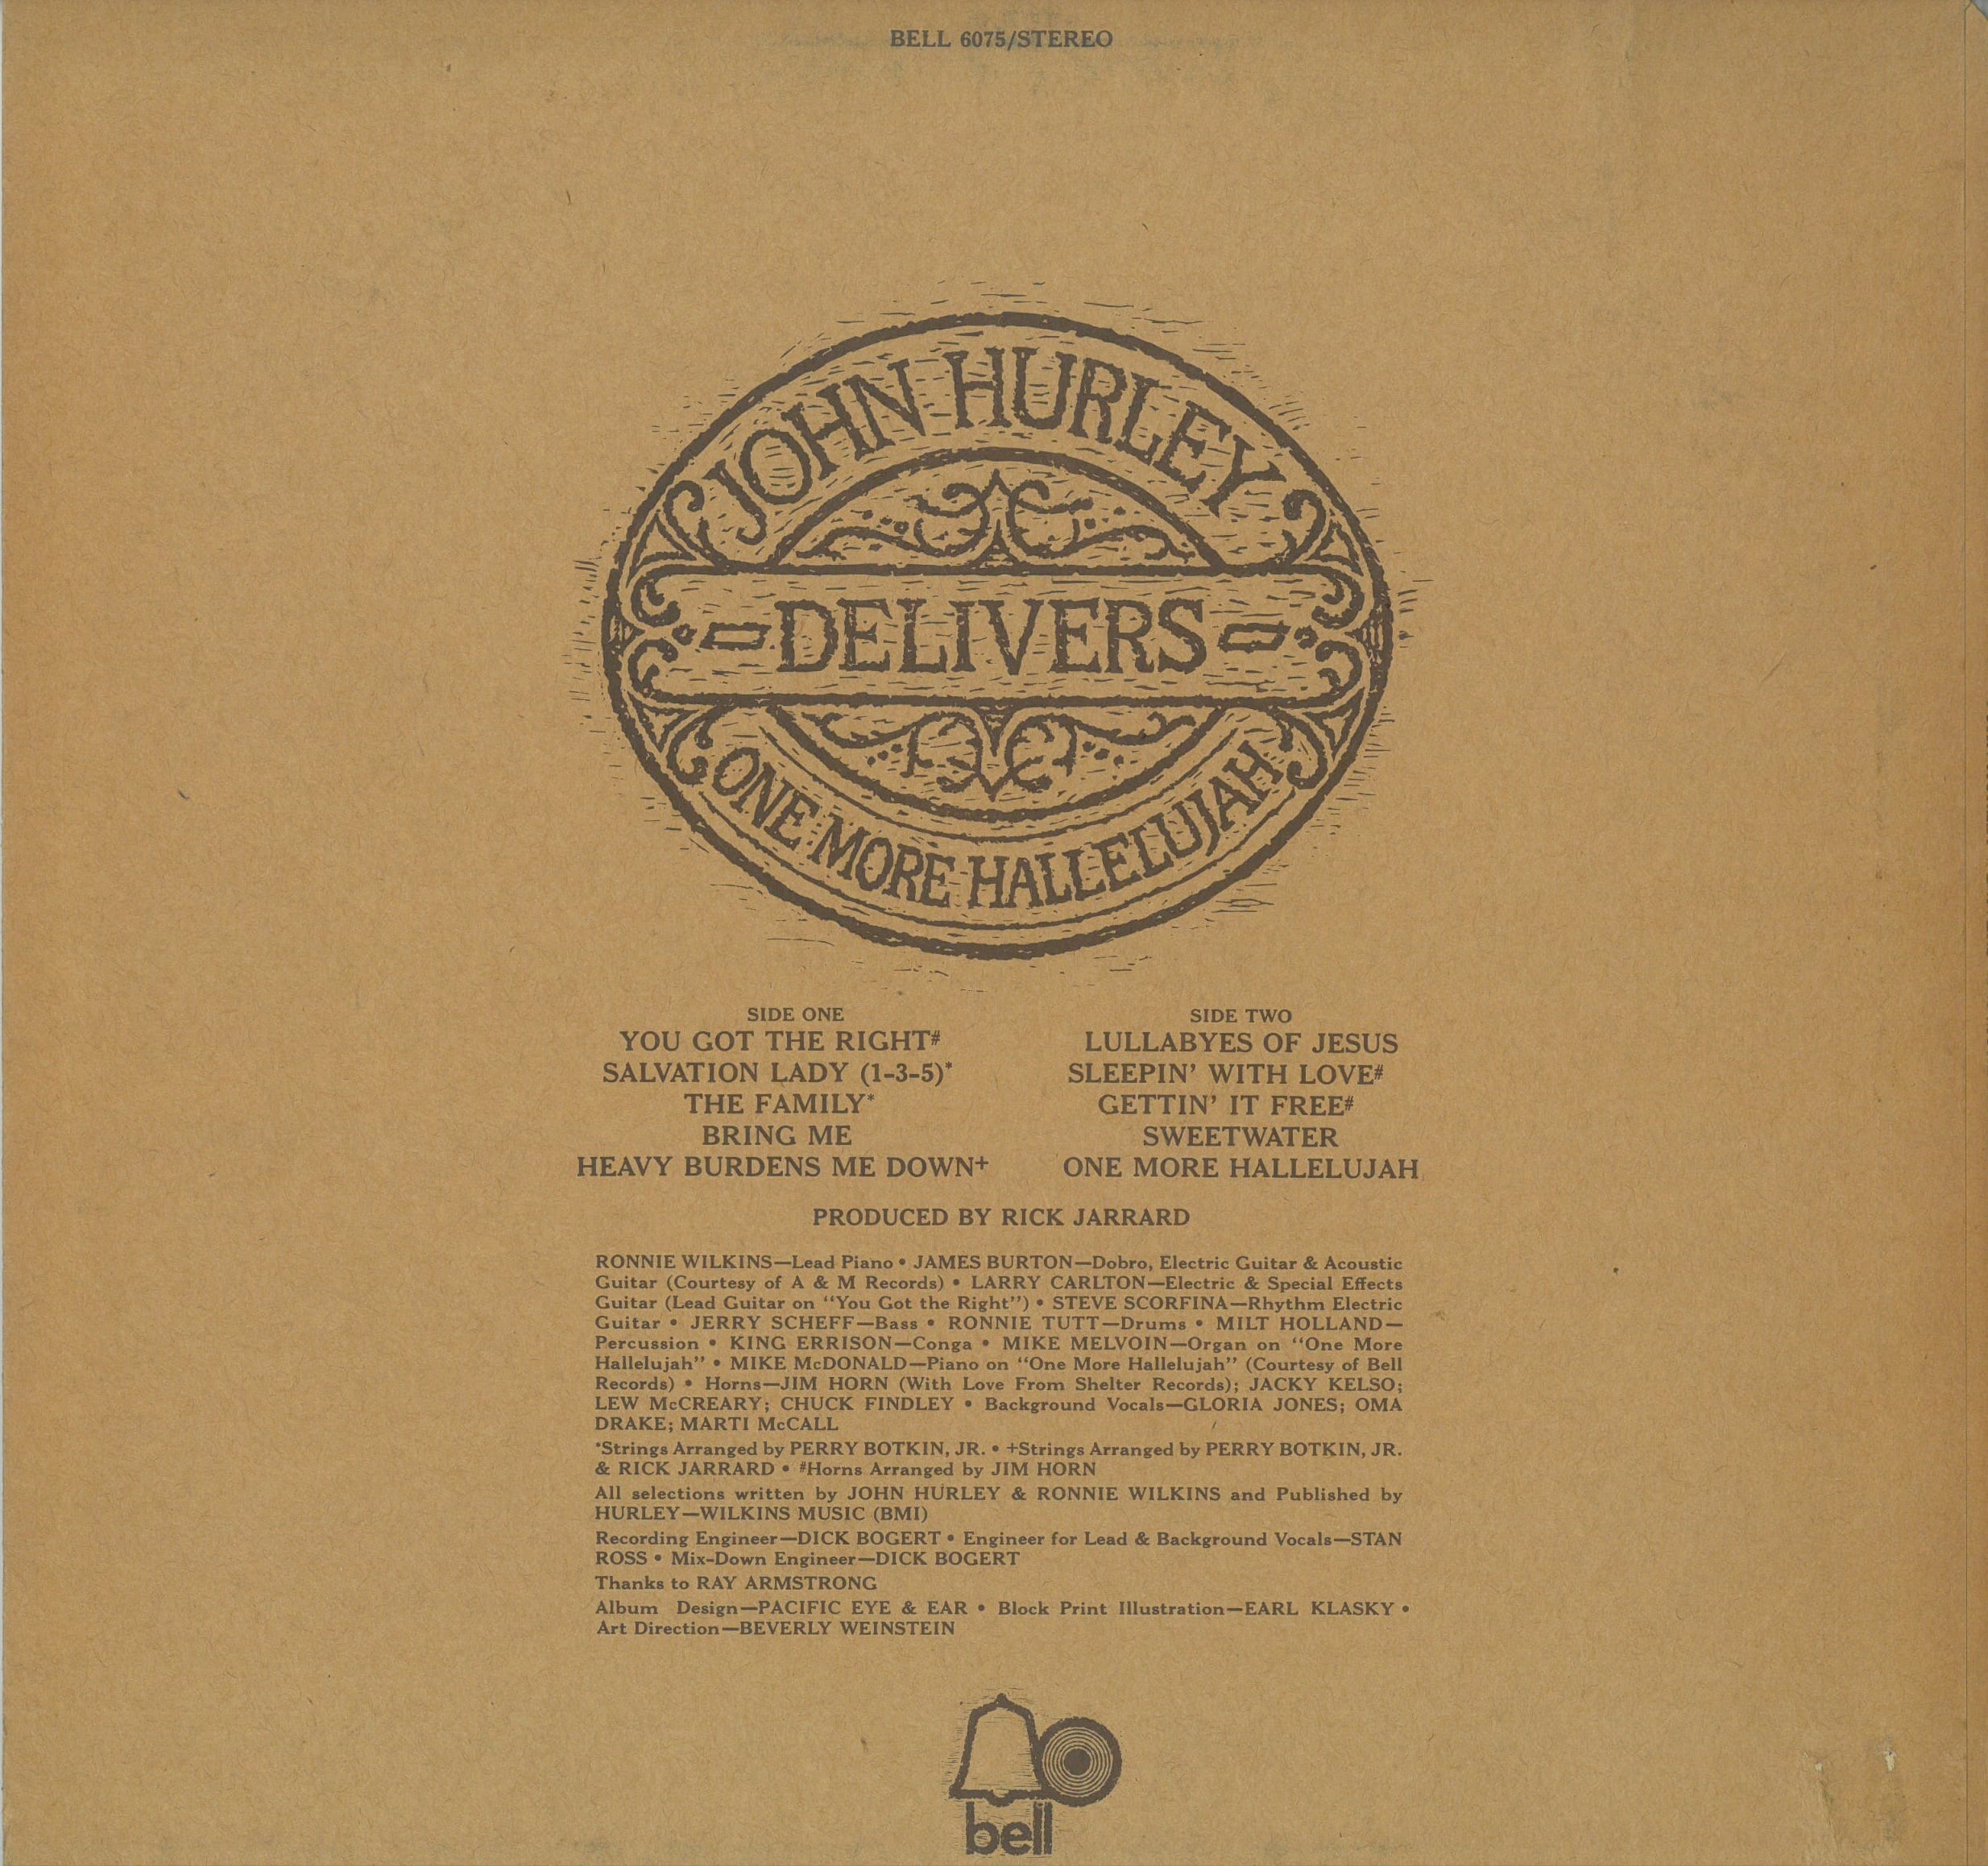 BELL 6075/STEREO
JOHN HURLEY
DELIVERS
ONE MORE HALLELUJAH
SIDE ONE
YOU GOT THE RIGHT#
SALVATION LADY (1-3-5)*
THE FAMILY*
BRING ME
HEAVY BURDENS ME DOWN+
SIDE TWO
LULLABYES OF JESUS
SLEEPIN' WITH LOVE#
GETTIN' IT FREE#
SWEETWATER
ONE MORE HALLELUJAH
PRODUCED BY RICK JARRARD
RONNIE WILKINS—Lead Piano • JAMES BURTON—Dobro, Electric Guitar & Acoustic
Guitar (Courtesy of A & M Records) • LARRY CARLTON—Electric & Special Effects
Guitar (Lead Guitar on "You Got the Right") • STEVE SCORFINA—Rhythm Electric
Guitar • JERRY SCHEFF—Bass • RONNIE TUTT—Drums • MILT HOLLAND—
Percussion • KING ERRISON—Conga • MIKE MELVOIN—Organ on "One More
Hallelujah" • MIKE McDONALD—Piano on "One More Hallelujah" (Courtesy of Bell
Records) • Horns—JIM HORN (With Love From Shelter Records); JACKY KELSO;
LEW McCREARY; CHUCK FINDLEY • Background Vocals—GLORIA JONES; OMA
DRAKE; MARTI McCALL
*Strings Arranged by PERRY BOTKIN, JR. • +Strings Arranged by PERRY BOTKIN, JR.
& RICK JARRARD • #Horns Arranged by JIM HORN
All selections written by JOHN HURLEY & RONNIE WILKINS and Published by
HURLEY—WILKINS MUSIC (BMI)
Recording Engineer—DICK BOGERT • Engineer for Lead & Background Vocals—STAN
ROSS • Mix-Down Engineer—DICK BOGERT
Thanks to RAY ARMSTRONG
Album Design—PACIFIC EYE & EAR • Block Print Illustration—EARL KLASKY •
Art Direction—BEVERLY WEINSTEIN
bell